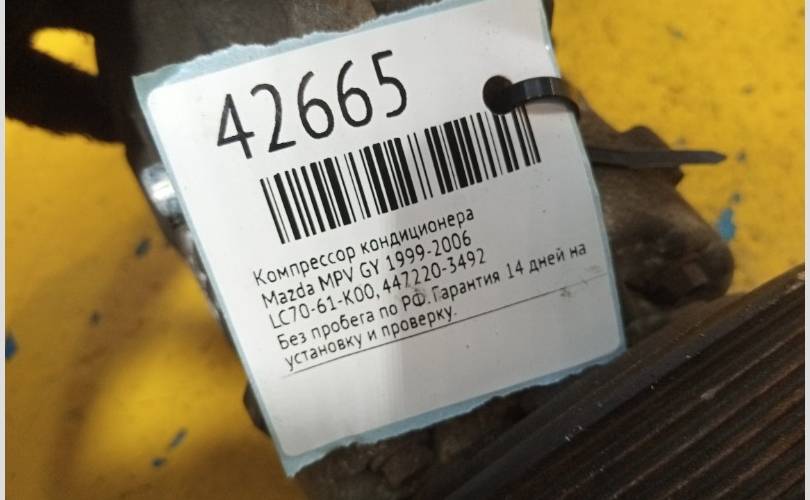 42665
Компрессор кондиционера
Mazda MPV GY 1999-2006
LC70-61-K00, 447220-3492
Без пробега по РФ.Гарантия 14 дней на
установку и проверку.